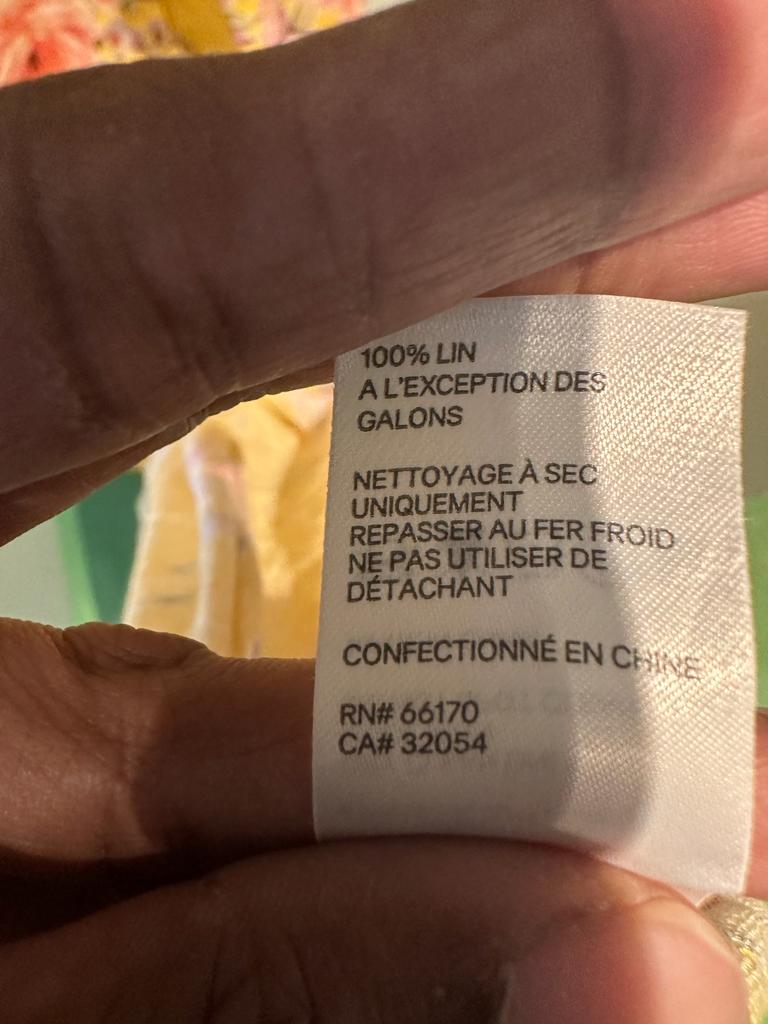 100% LIN
A L'EXCEPTION DES
GALONS
NETTOYAGE À SEC
UNIQUEMENT
REPASSER AU FER FROID
NE PAS UTILISER DE
DÉTACHANT
CONFECTIONNÉ EN CHINE
RN# 66170
CA# 32054